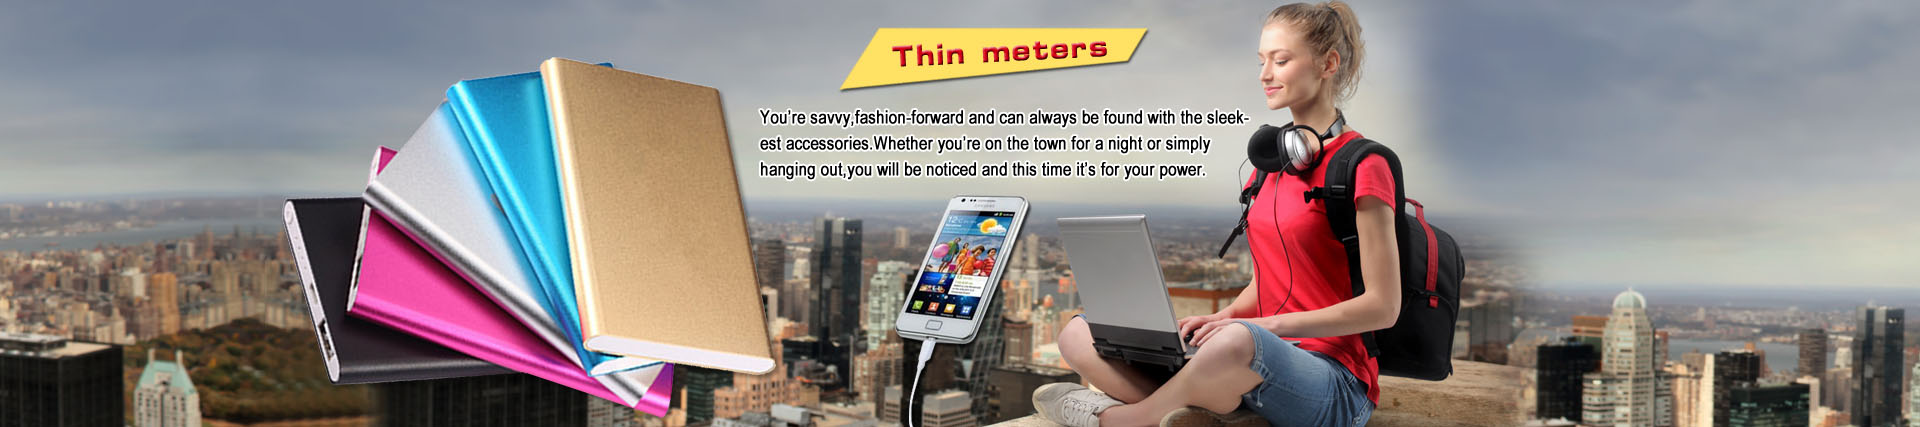 Thin meters
You're savvy,fashion-forward and can always be found with the sleek-
est accessories.Whether you're on the town for a night or simply
hanging out,you will be noticed and this time it's for your power.